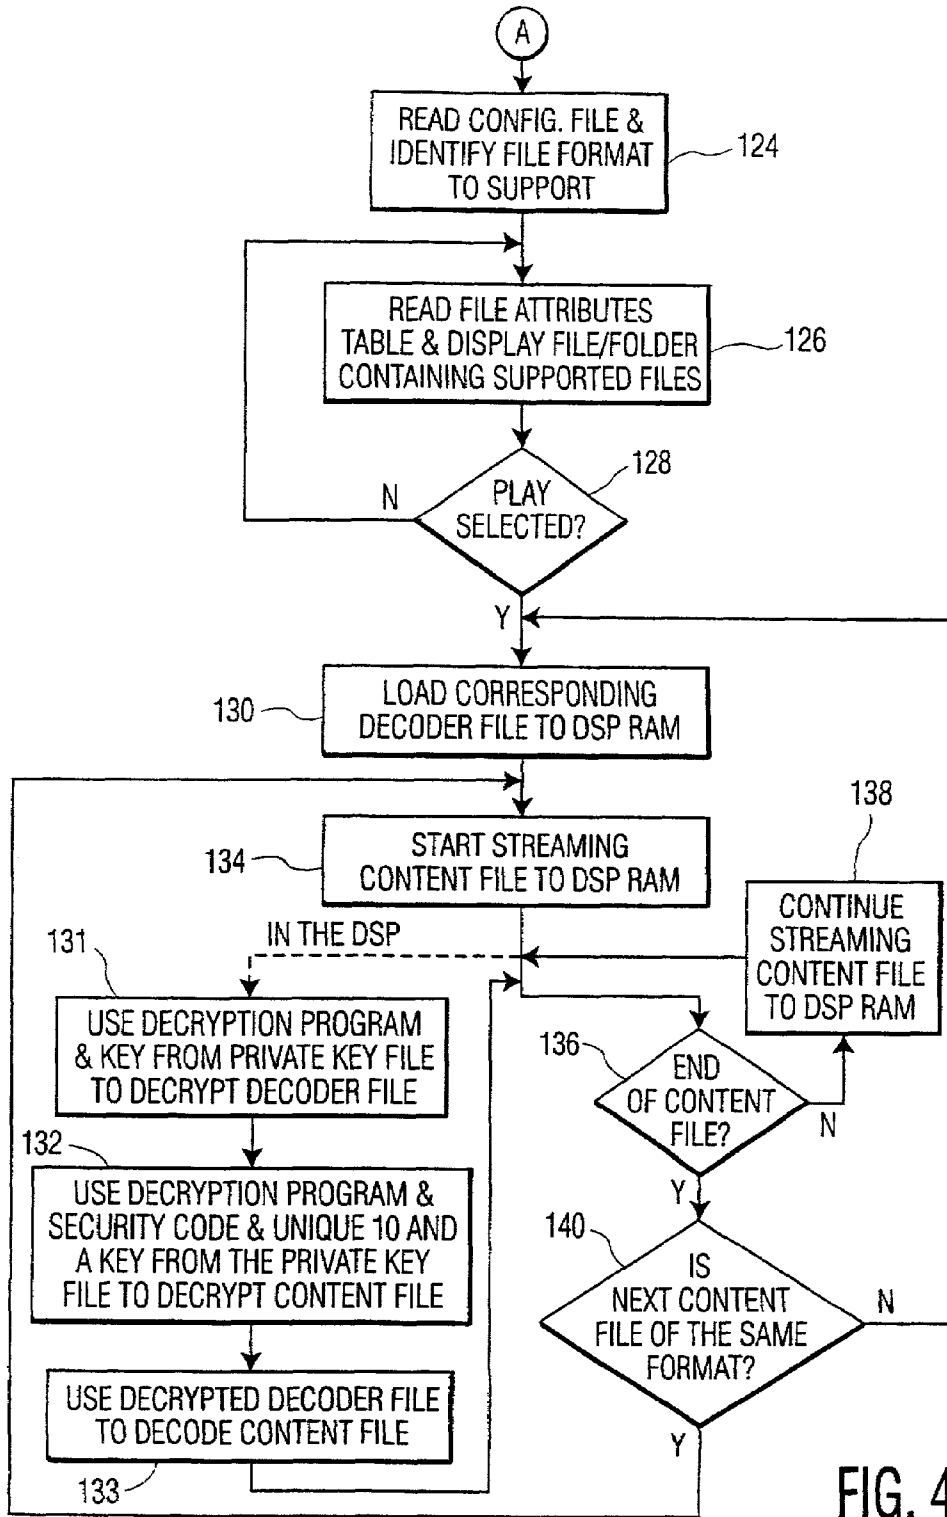 A
READ CONFIG. FILE &
IDENTIFY FILE FORMAT
TO SUPPORT
124
READ FILE ATTRIBUTES
TABLE & DISPLAY FILE/FOLDER
CONTAINING SUPPORTED FILES
126
128
PLAY
SELECTED?
N
Y
130
LOAD CORRESPONDING
DECODER FILE TO DSP RAM
134
START STREAMING
CONTENT FILE TO DSP RAM
138
CONTINUE
STREAMING
CONTENT FILE
TO DSP RAM
IN THE DSP
131
USE DECRYPTION PROGRAM
& KEY FROM PRIVATE KEY FILE
TO DECRYPT DECODER FILE
136
END
OF CONTENT
FILE?
N
Y
132
USE DECRYPTION PROGRAM &
SECURITY CODE & UNIQUE 10 AND
A KEY FROM THE PRIVATE KEY
FILE TO DECRYPT CONTENT FILE
140
IS
NEXT CONTENT
FILE OF THE SAME
FORMAT?
N
Y
USE DECRYPTED DECODER FILE
TO DECODE CONTENT FILE
133
FIG. 4